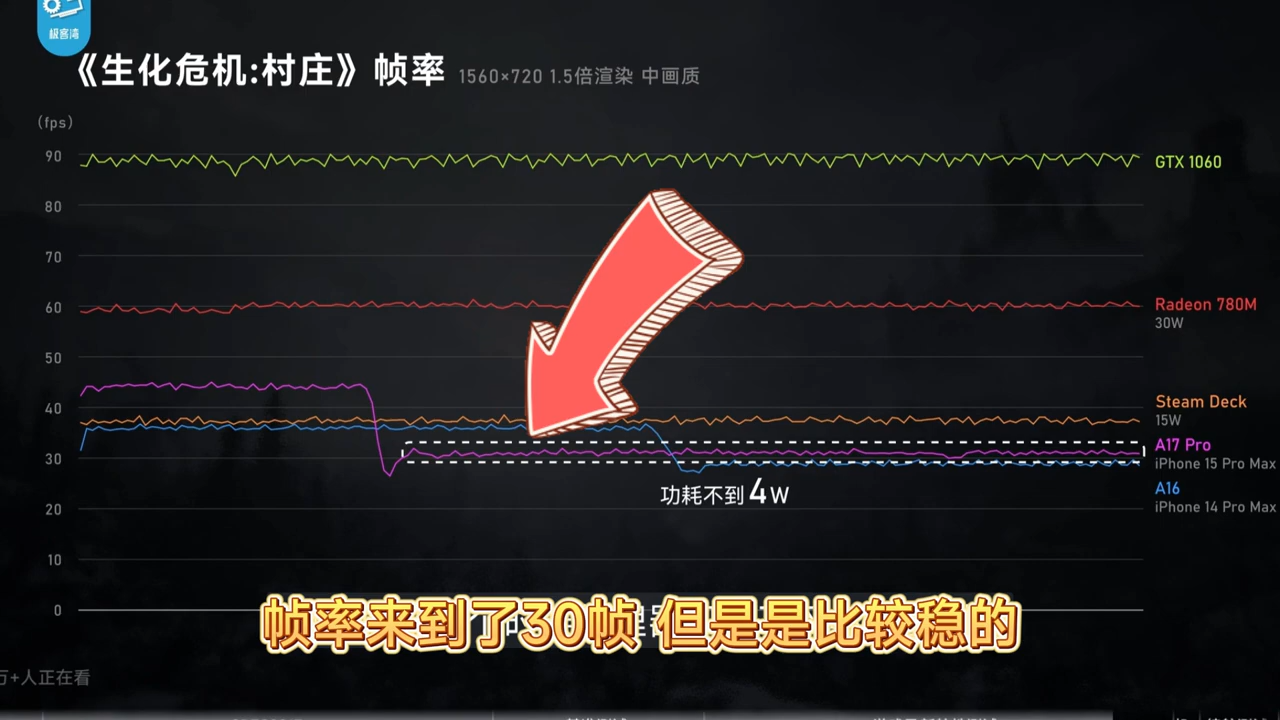 极客湾
《生化危机:村庄》 帧率 1560×720 1.5倍渲染 中画质
(fps)
90
80
70
60
50
40
30
20
10
0
GTX 1060
Radeon 780M
30W
Steam Deck
15W
A17 Pro
iPhone 15 Pro Max
A16
iPhone 14 Pro Max
功耗不到4W
帧率来到了30帧 但是是比较稳的
万+人正在看